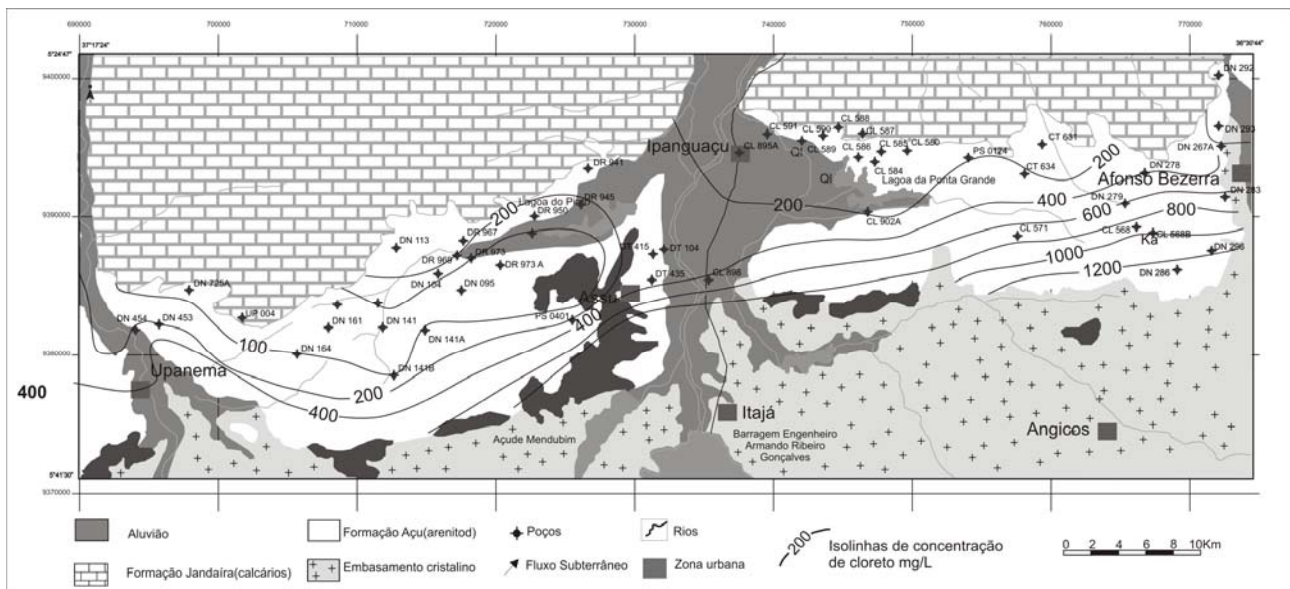 690000 700000 710000 720000 730000 740000 750000 760000 770000
37°17'24" 36°30'44"
5°24'47"
9400000
DN 292
CL 591 CL 590 CL 588
CL 587
DN 293
CL 589
CT 631
DN 267A
Ipanguaçu CL 895A
Ql
CL 586 CL 585 CL 580
PS 0124
200
DR 941
CL 584
DN 278
Ql
Lagoa da Ponta Grande
CT 634
Afonso Bezerra
9390000
Lagoa do
DR 945
DR 950
200
200
400
DN 279
DN 283
600
800
CL 902A
CL 568
DR 967
DN 113
CL 571
Ka
CL 568B
DT 415
DT 104
DR 969
DR 973
DR 973 A
1000
DN 296
DN 104
DT 435
CL 898
1200
DN 286
DN 725A
DN 095
Assu
UP 004
PS 0401
400
DN 454 DN 453
DN 161 DN 141
DN 141A
100
9380000
DN 164
Upanema
DN 141B
200
400
400
Itajá
Angicos
Açude Mendubim
Barragem Engenheiro
Armando Ribeiro
Gonçalves
5°41'30"
9370000
Aluvião
Formação Açu(arenitod)
Poços
Rios
200
Isolinhas de concentração
de cloreto mg/L
0 2 4 6 8 10Km
Formação Jandaíra(calcários)
Embasamento cristalino
Fluxo Subterrâneo
Zona urbana